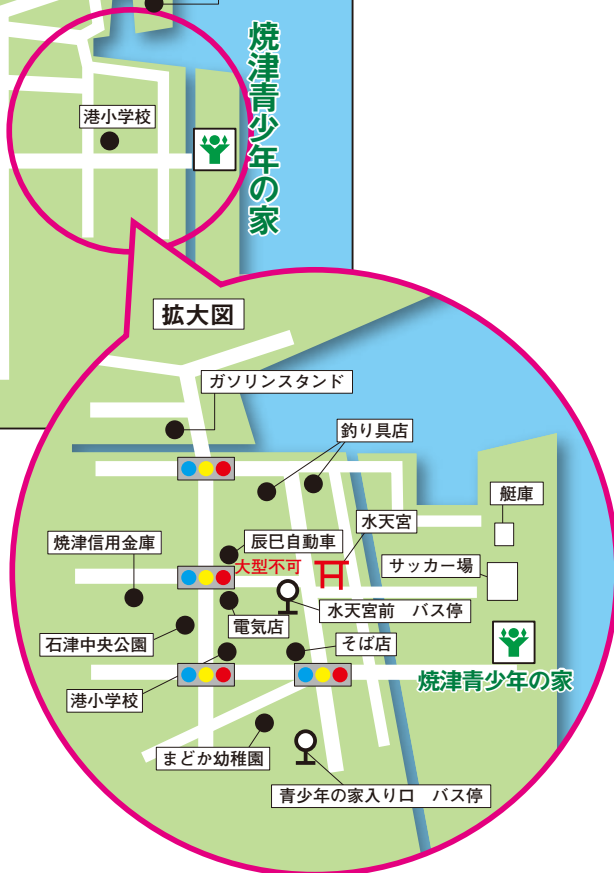 港小学校
焼津青少年の家
拡大図
ガソリンスタンド
釣り具店
艇庫
水天宮
焼津信用金庫
辰巳自動車
大型不可
サッカー場
水天宮前 バス停
電気店
石津中央公園
そば店
焼津青少年の家
港小学校
まどか幼稚園
青少年の家入り口 バス停